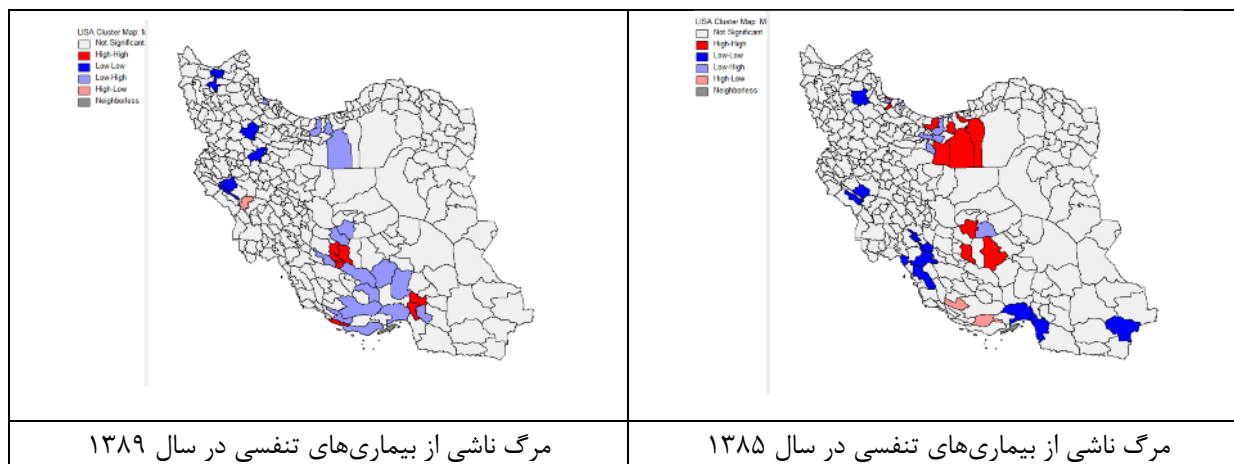 LISA Cluster Map: M
Not Significant
High-High
Low-Low
Low-High
High-Low
Neighborless
LISA Cluster Map: M
Not Significant
High-High
Low-Low
Low-High
High-Low
Neighborless
مرگ ناشی از بیماری‌های تنفسی در سال ۱۳۸۵
مرگ ناشی از بیماری‌های تنفسی در سال ۱۳۸۹